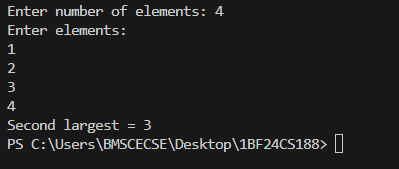 Enter number of elements: 4
Enter elements:
1
2
3
4
Second largest = 3
PS C:\Users\BMSCECSE\Desktop\1BF24CS188>